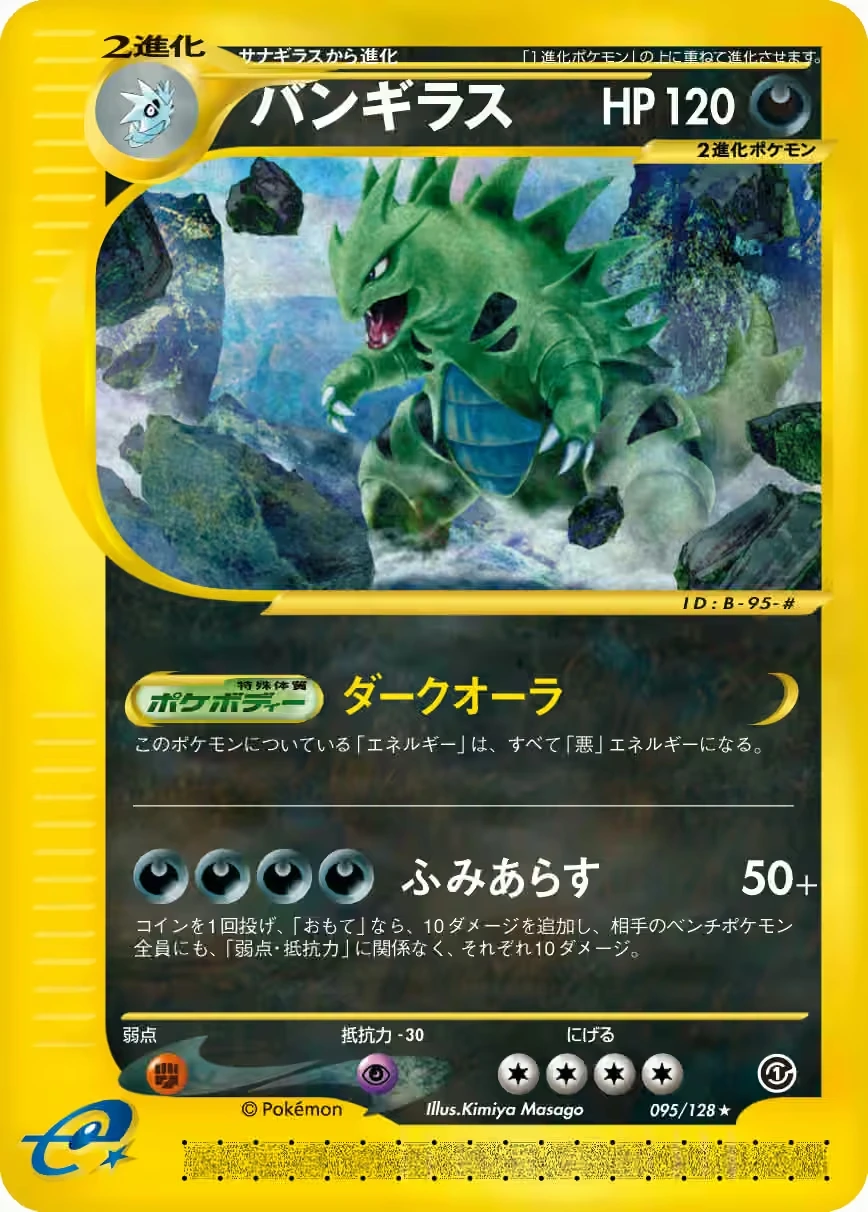 2進化
サナギラスから進化
「1進化ポケモン」の上に重ねて進化させます。
バンギラス HP 120
2進化ポケモン
ID : B - 95 - #
特殊体質
ポケボディー ダークオーラ
このポケモンについている「エネルギー」は、すべて「悪」エネルギーになる。
ふみあらす 50+
コインを1回投げ、「おもて」なら、10ダメージを追加し、相手のベンチポケモン
全員にも、「弱点・抵抗力」に関係なく、それぞれ10ダメージ。
弱点 抵抗力 -30 にげる
1
© Pokémon Illus.Kimiya Masago 095/128 ★
e